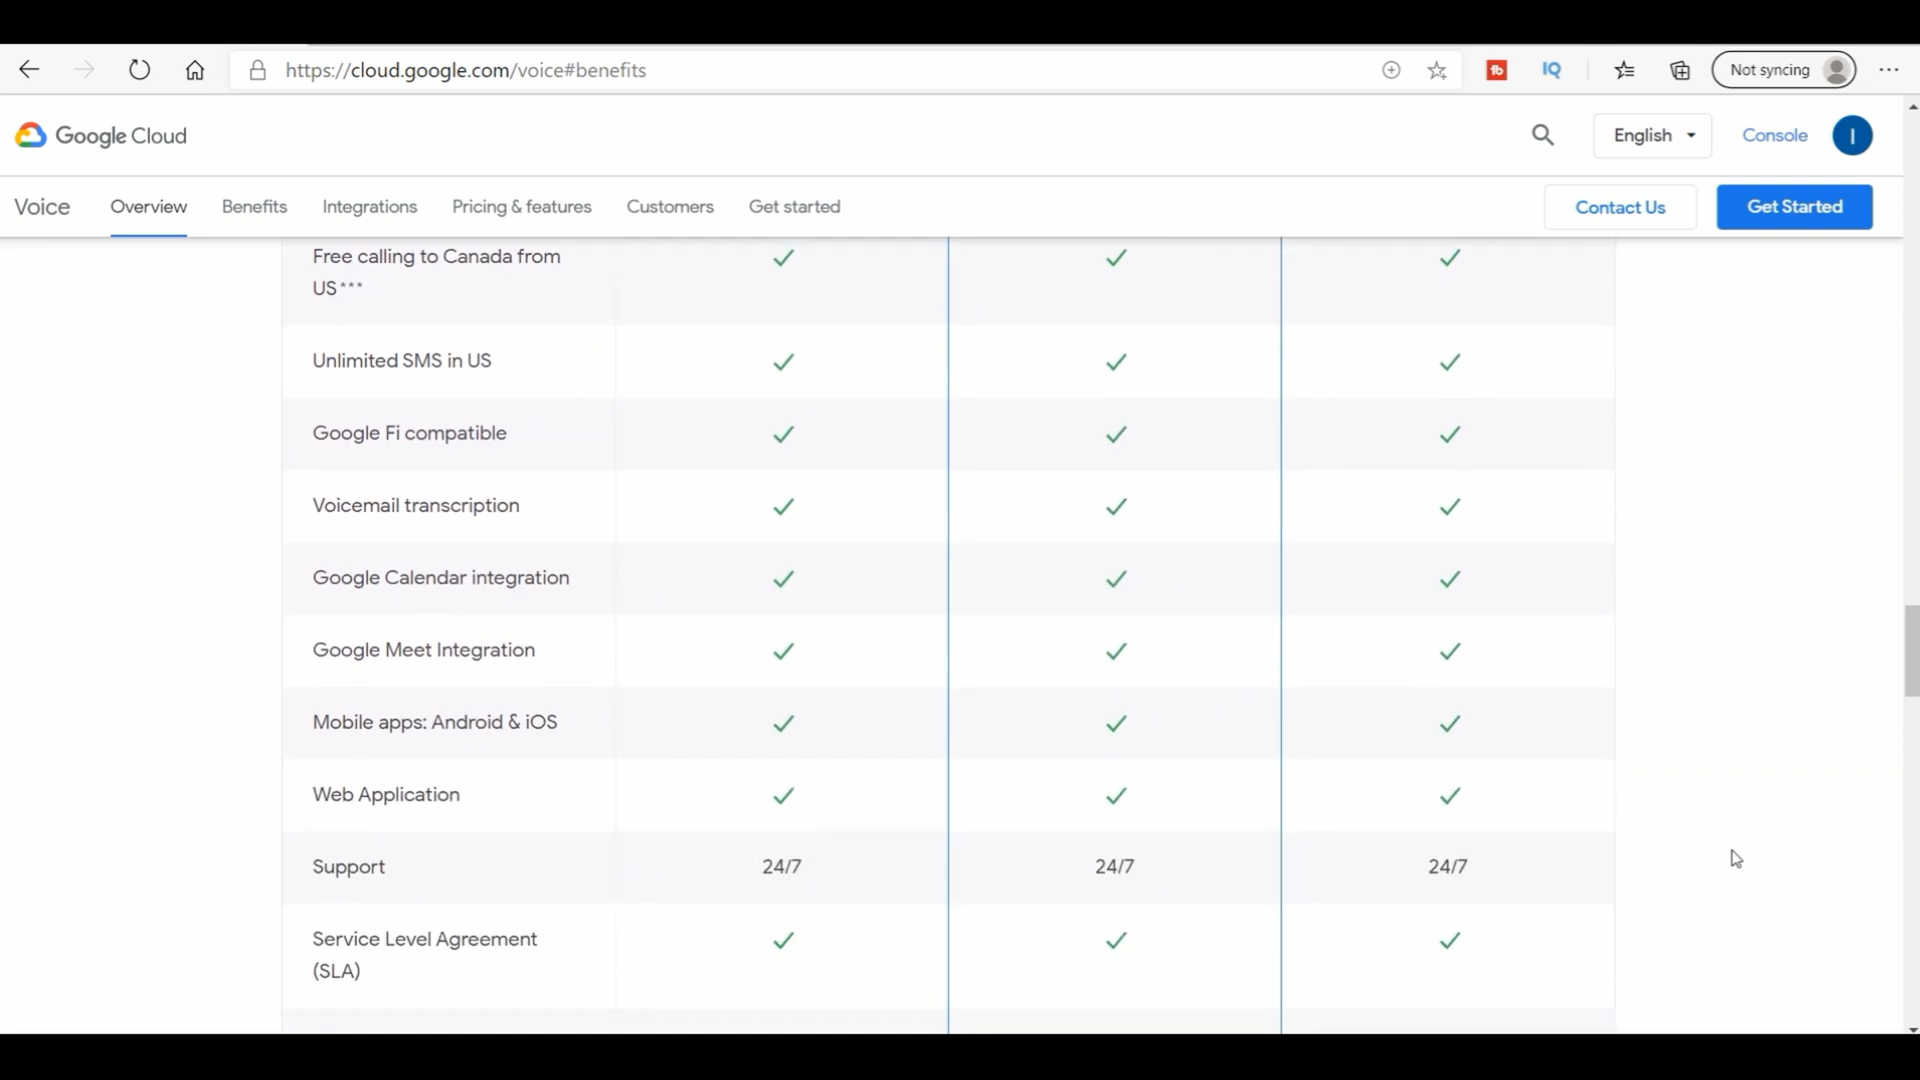 https://cloud.google.com/voice#benefits
tb
IQ
Not syncing
Google Cloud
English
Console
I
Voice
Overview
Benefits
Integrations
Pricing & features
Customers
Get started
Contact Us
Get Started
Free calling to Canada from
US***
Unlimited SMS in US
Google Fi compatible
Voicemail transcription
Google Calendar integration
Google Meet Integration
Mobile apps: Android & iOS
Web Application
Support 24/7 24/7 24/7
Service Level Agreement
(SLA)